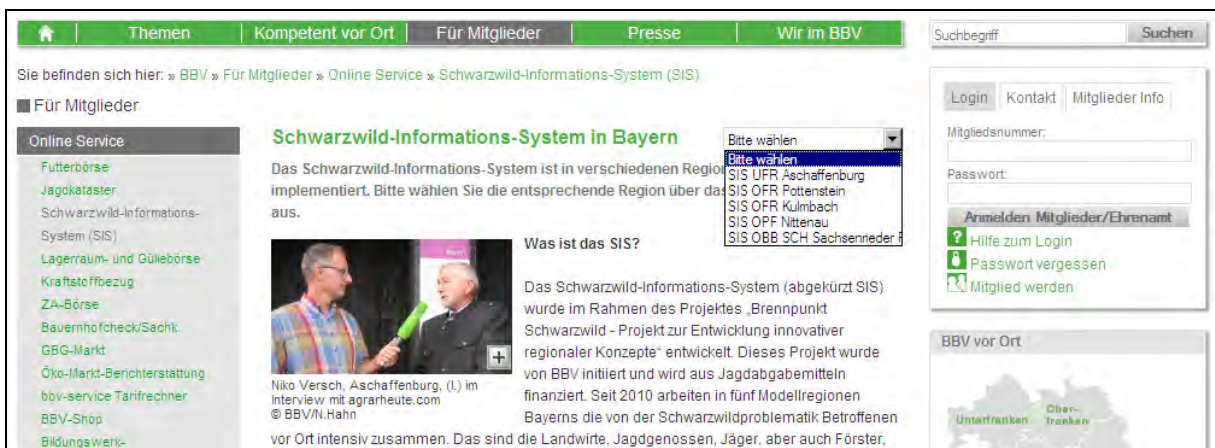 Themen
Kompetent vor Ort
Für Mitglieder
Presse
Wir im BBV
Suchbegriff
Suchen
Sie befinden sich hier: » BBV » Für Mitglieder » Online Service » Schwarzwild-Informations-System (SIS)
Für Mitglieder
Online Service
Futterbörse
Jagdkataster
Schwarzwild-Informations-
System (SIS)
Lagerraum- und Güllebörse
Kraftstoffbezug
ZA-Börse
Bauernhofcheck/Sachk.
GBG-Markt
Öko-Markt-Berichterstattung
bbv-service Tarifrechner
BBV-Shop
Bildungswerk-
Schwarzwild-Informations-System in Bayern
Das Schwarzwild-Informations-System ist in verschiedenen
implementiert. Bitte wählen Sie die entsprechende Region über
aus.
Bitte wählen
Bitte wählen
SIS UFR Aschaffenburg
SIS OFR Pottenstein
SIS OFR Kulmbach
SIS OPF Nittenau
SIS OBB SCH Sachsenrieder
Niko Versch, Aschaffenburg, (l.) im
Interview mit agrarheute.com
© BBV/N.Hahn
Was ist das SIS?
Das Schwarzwild-Informations-System (abgekürzt SIS)
wurde im Rahmen des Projektes „Brennpunkt
Schwarzwild - Projekt zur Entwicklung innovativer
regionaler Konzepte“ entwickelt. Dieses Projekt wurde
von BBV initiiert und wird aus Jagdabgabemitteln
finanziert. Seit 2010 arbeiten in fünf Modellregionen
Bayerns die von der Schwarzwildproblematik Betroffenen
vor Ort intensiv zusammen. Das sind die Landwirte, Jagdgenossen, Jäger, aber auch Förster,
Login
Kontakt
Mitglieder Info
Mitgliedsnummer:
Passwort:
Anmelden Mitglieder/Ehrenamt
Hilfe zum Login
Passwort vergessen
Mitglied werden
BBV vor Ort
Unterfranken
Ober-
franken